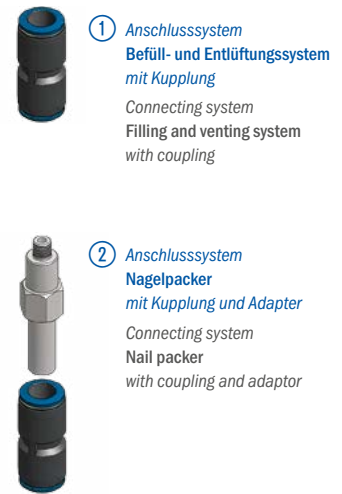 1 Anschlusssystem
Befüll- und Entlüftungssystem
mit Kupplung
Connecting system
Filling and venting system
with coupling
2 Anschlusssystem
Nagelpacker
mit Kupplung und Adapter
Connecting system
Nail packer
with coupling and adaptor